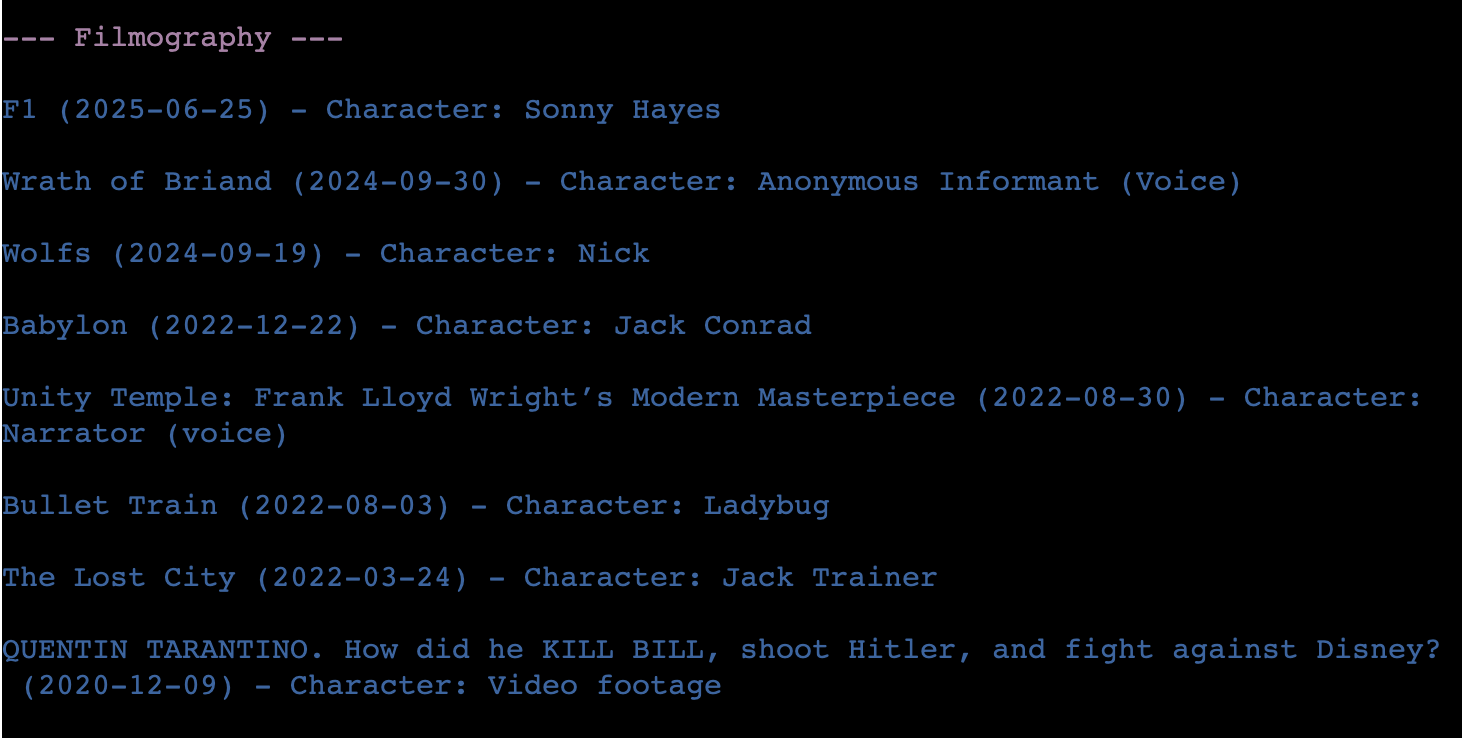 --- Filmography ---
F1 (2025-06-25) - Character: Sonny Hayes
Wrath of Briand (2024-09-30) - Character: Anonymous Informant (Voice)
Wolfs (2024-09-19) - Character: Nick
Babylon (2022-12-22) - Character: Jack Conrad
Unity Temple: Frank Lloyd Wright’s Modern Masterpiece (2022-08-30) - Character:
Narrator (voice)
Bullet Train (2022-08-03) - Character: Ladybug
The Lost City (2022-03-24) - Character: Jack Trainer
QUENTIN TARANTINO. How did he KILL BILL, shoot Hitler, and fight against Disney?
(2020-12-09) - Character: Video footage